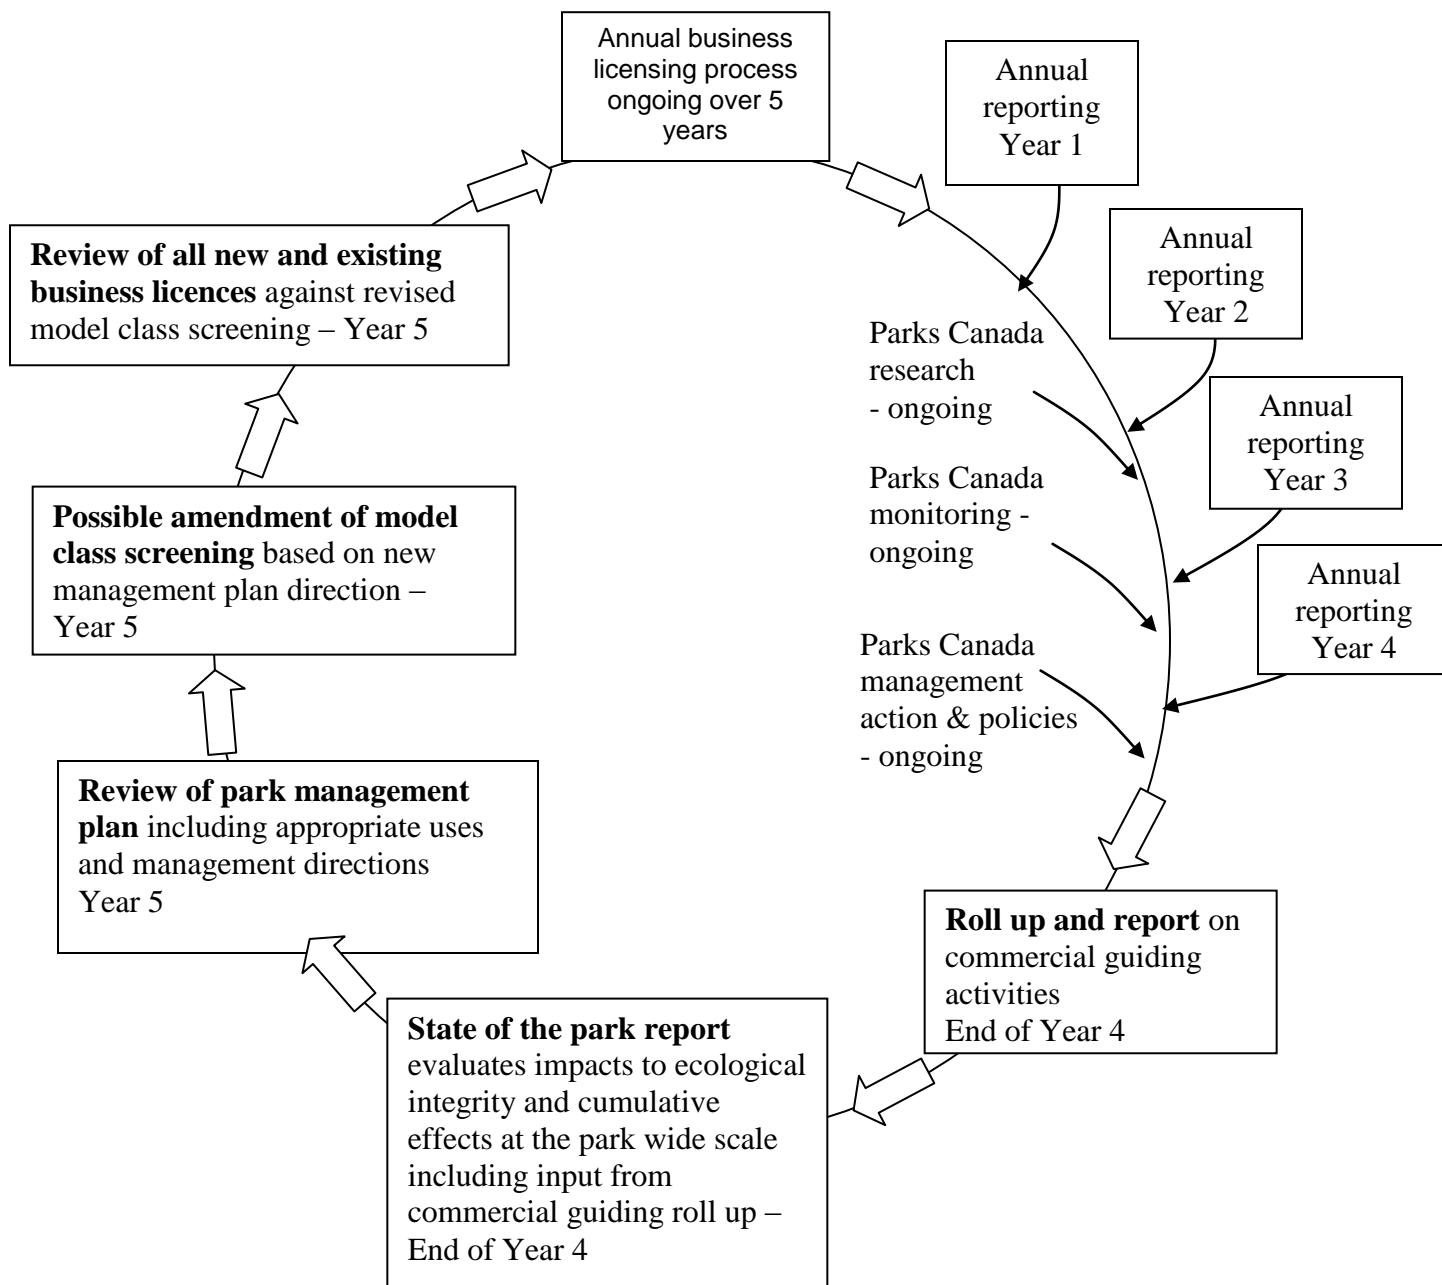 Annual business
licensing process
ongoing over 5
years
Annual
reporting
Year 1
Annual
reporting
Year 2
Annual
reporting
Year 3
Annual
reporting
Year 4
Parks Canada
research
- ongoing
Parks Canada
monitoring -
ongoing
Parks Canada
management
action & policies
- ongoing
Roll up and report on
commercial guiding
activities
End of Year 4
State of the park report
evaluates impacts to ecological
integrity and cumulative
effects at the park wide scale
including input from
commercial guiding roll up –
End of Year 4
Review of park management
plan including appropriate uses
and management directions
Year 5
Possible amendment of model
class screening based on new
management plan direction –
Year 5
Review of all new and existing
business licences against revised
model class screening – Year 5